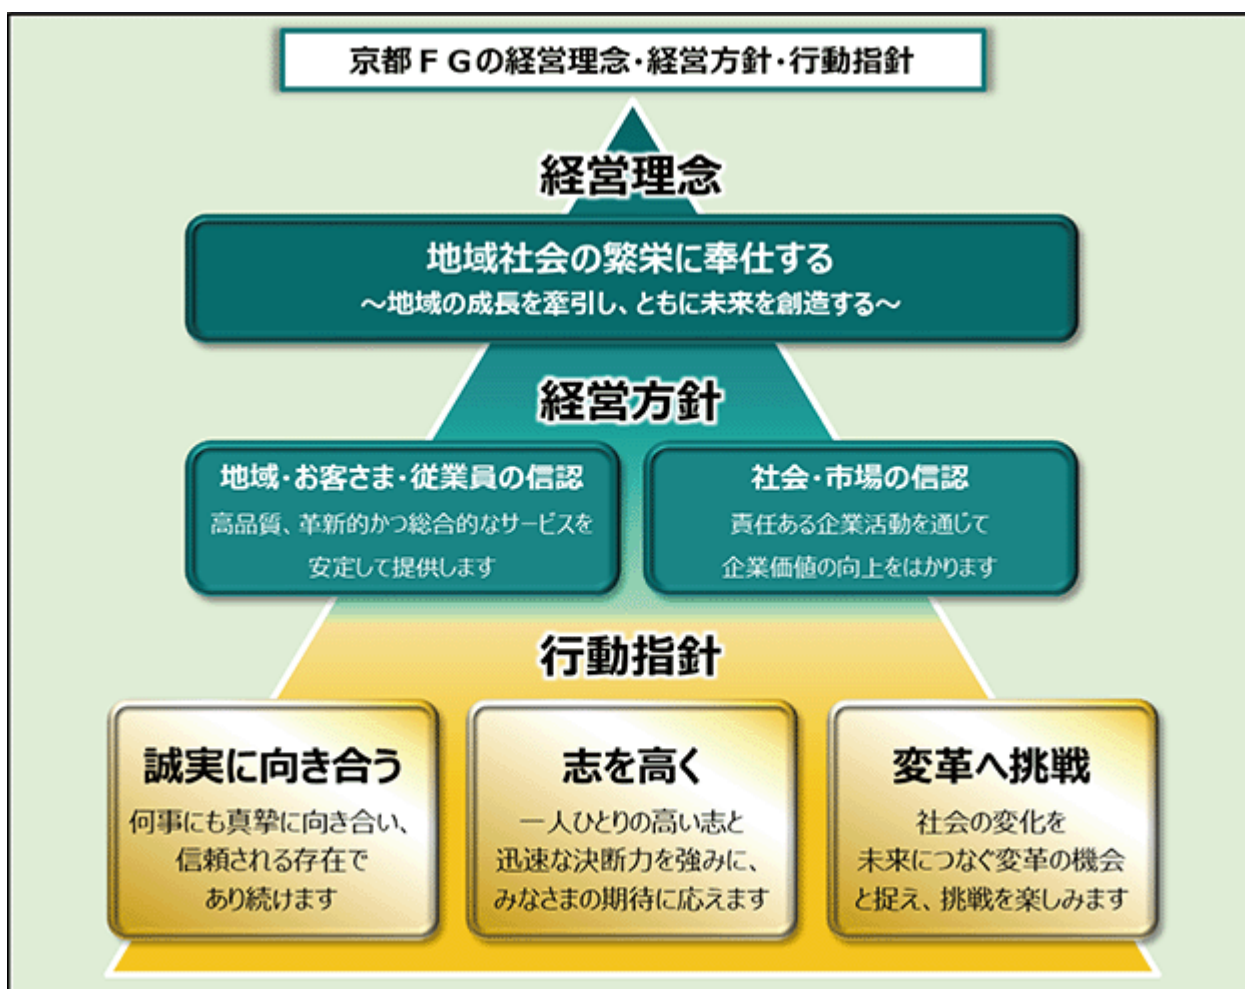 京都ＦＧの経営理念・経営方針・行動指針
経営理念
地域社会の繁栄に奉仕する
～地域の成長を牽引し、ともに未来を創造する～
経営方針
地域・お客さま・従業員の信認
高品質、革新的かつ総合的なサービスを
安定して提供します
社会・市場の信認
責任ある企業活動を通じて
企業価値の向上をはかります
行動指針
誠実に向き合う
何事にも真摯に向き合い、
信頼される存在で
あり続けます
志を高く
一人ひとりの高い志と
迅速な決断力を強みに、
みなさまの期待に応えます
変革へ挑戦
社会の変化を
未来につなぐ変革の機会
と捉え、挑戦を楽しみます